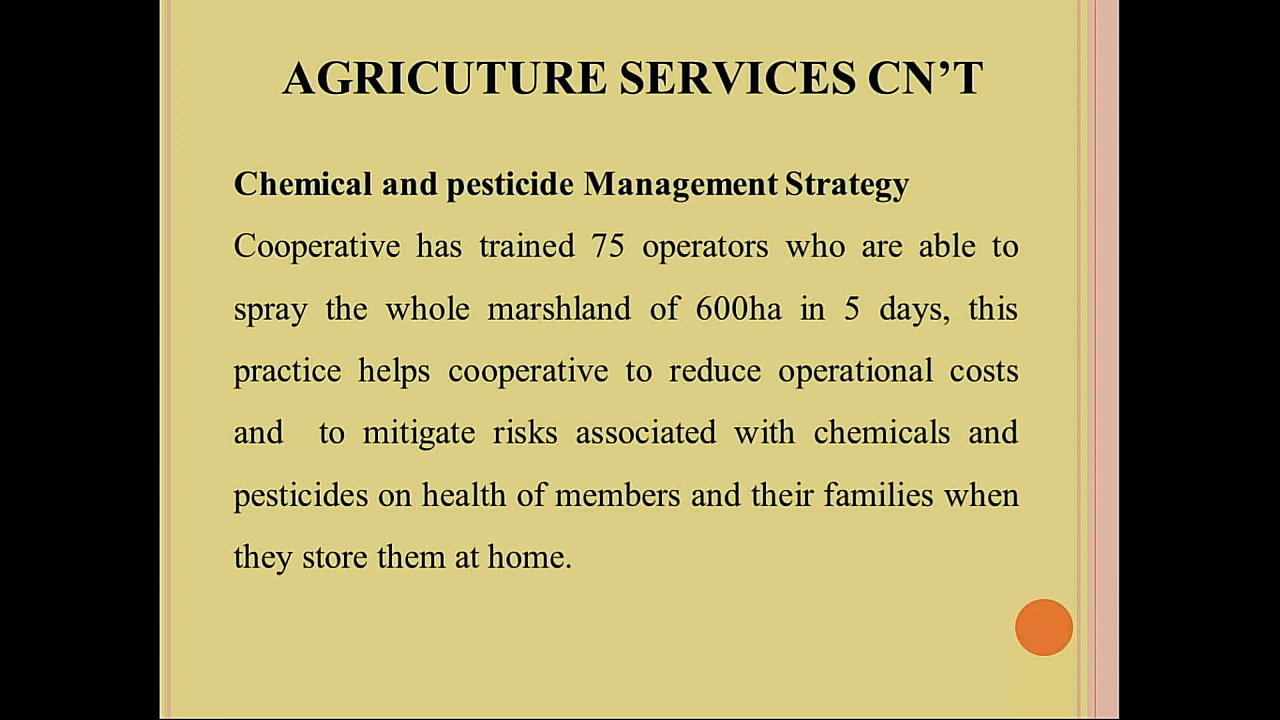 AGRICUTURE SERVICES CN’T
Chemical and pesticide Management Strategy
Cooperative has trained 75 operators who are able to
spray the whole marshland of 600ha in 5 days, this
practice helps cooperative to reduce operational costs
and to mitigate risks associated with chemicals and
pesticides on health of members and their families when
they store them at home.